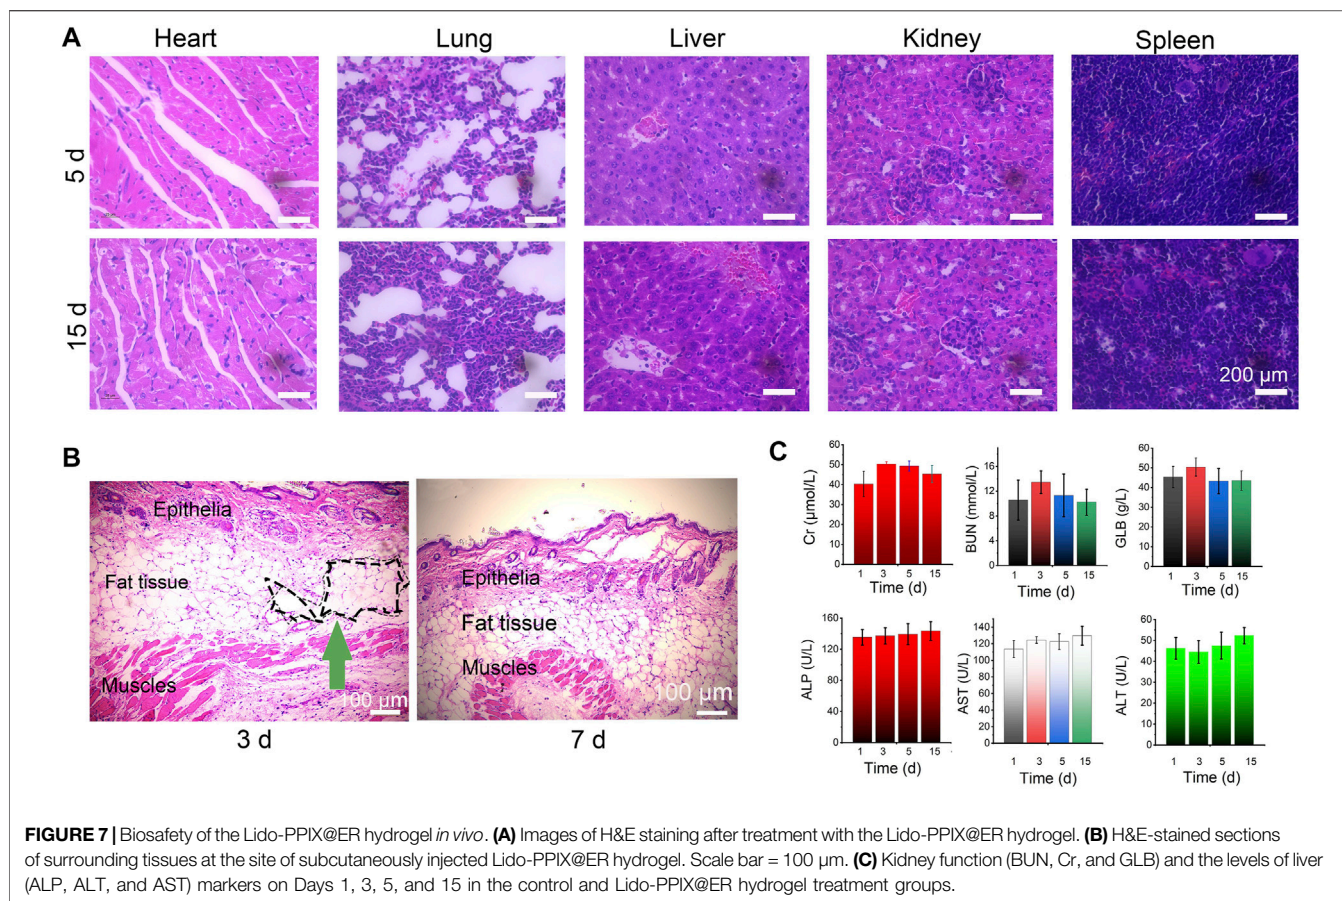 A
Heart Lung Liver Kidney Spleen
5 d
15 d
200 µm
B
Epithelia
Fat tissue
Muscles
100 µm
3 d
Epithelia
Fat tissue
Muscles
100 µm
7 d
C
Cr (µmol/L)
60
50
40
30
20
10
0
1 3 5 15
Time (d)
BUN (mmol/L)
16
12
8
4
0
1 3 5 15
Time (d)
GLB (g/L)
60
50
40
30
20
10
0
1 3 5 15
Time (d)
ALP (U/L)
160
120
80
40
0
1 3 5 15
Time (d)
AST (U/L)
140
120
100
80
60
40
20
0
1 3 5 15
Time (d)
ALT (U/L)
60
50
40
30
20
10
0
1 3 5 15
Time (d)
FIGURE 7 | Biosafety of the Lido-PPIX@ER hydrogel in vivo. (A) Images of H&E staining after treatment with the Lido-PPIX@ER hydrogel. (B) H&E-stained sections
of surrounding tissues at the site of subcutaneously injected Lido-PPIX@ER hydrogel. Scale bar = 100 µm. (C) Kidney function (BUN, Cr, and GLB) and the levels of liver
(ALP, ALT, and AST) markers on Days 1, 3, 5, and 15 in the control and Lido-PPIX@ER hydrogel treatment groups.